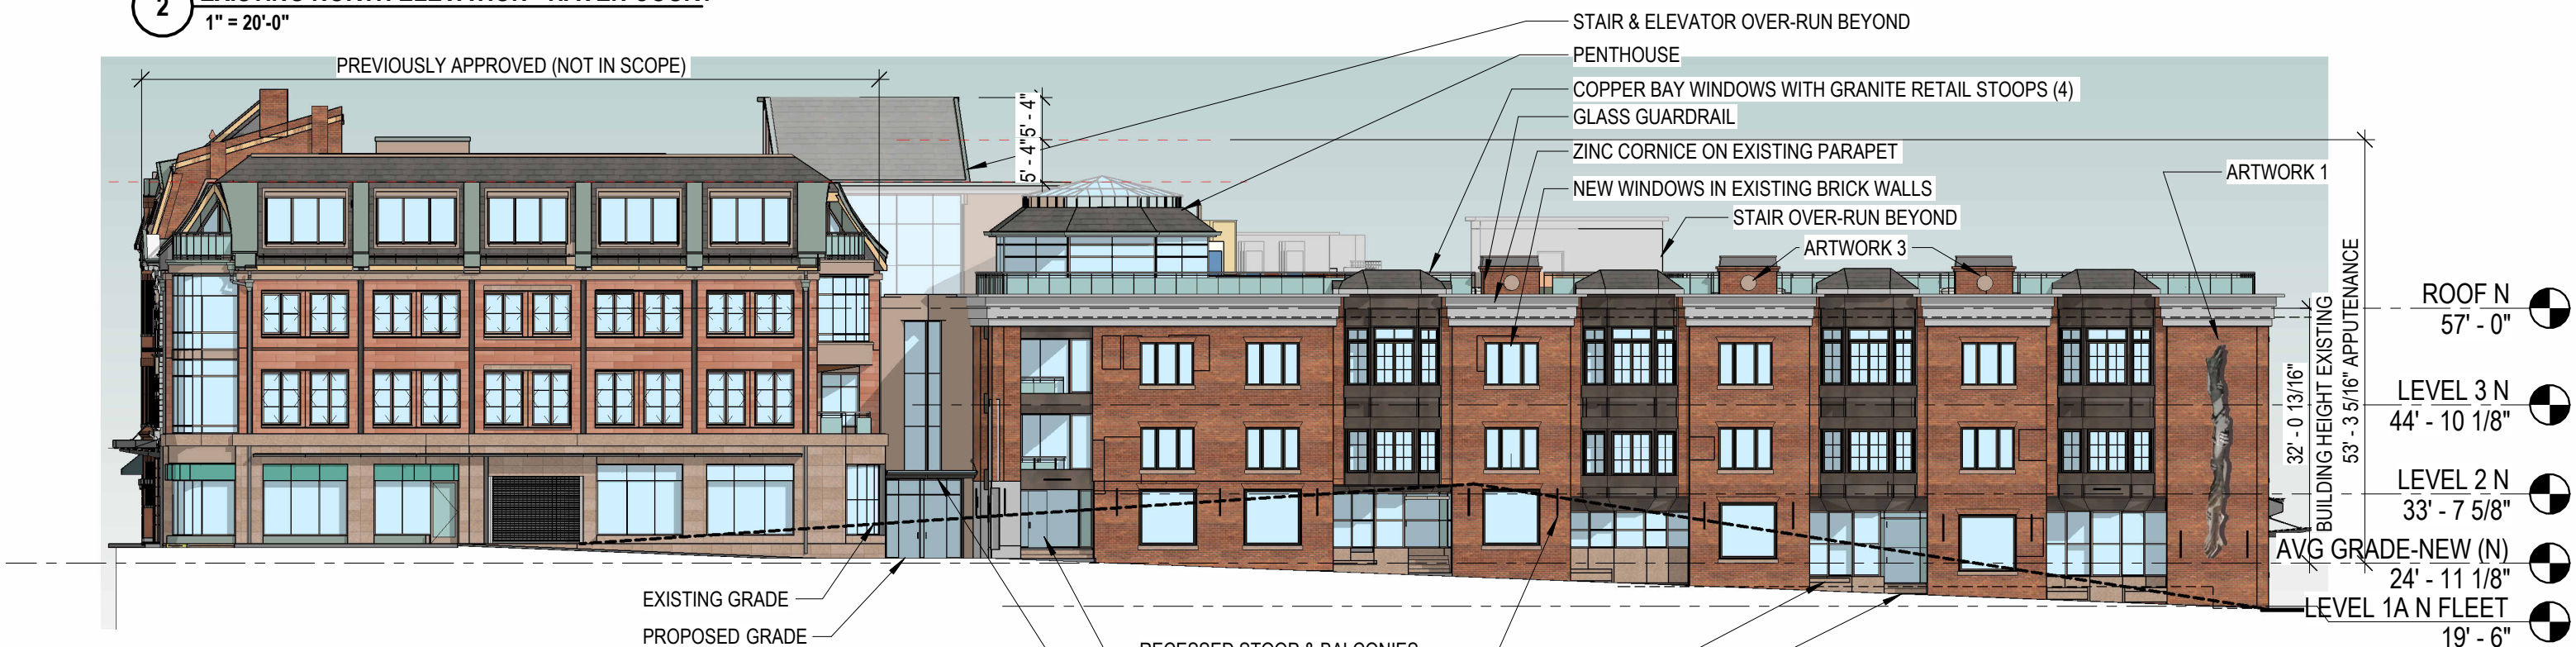 2
1" = 20'-0"
STAIR & ELEVATOR OVER-RUN BEYOND
PENTHOUSE
COPPER BAY WINDOWS WITH GRANITE RETAIL STOOPS (4)
GLASS GUARDRAIL
ZINC CORNICE ON EXISTING PARAPET
NEW WINDOWS IN EXISTING BRICK WALLS
STAIR OVER-RUN BEYOND
ARTWORK 3
ARTWORK 1
PREVIOUSLY APPROVED (NOT IN SCOPE)
5' - 4"
5' - 4"
BUILDING HEIGHT EXISTING
32' - 0 13/16"
53' - 3 5/16" APPUTENANCE
ROOF N
57' - 0"
LEVEL 3 N
44' - 10 1/8"
LEVEL 2 N
33' - 7 5/8"
AVG GRADE-NEW (N)
24' - 11 1/8"
LEVEL 1A N FLEET
19' - 6"
EXISTING GRADE
PROPOSED GRADE
RECESSED STOOP & BALCONIES